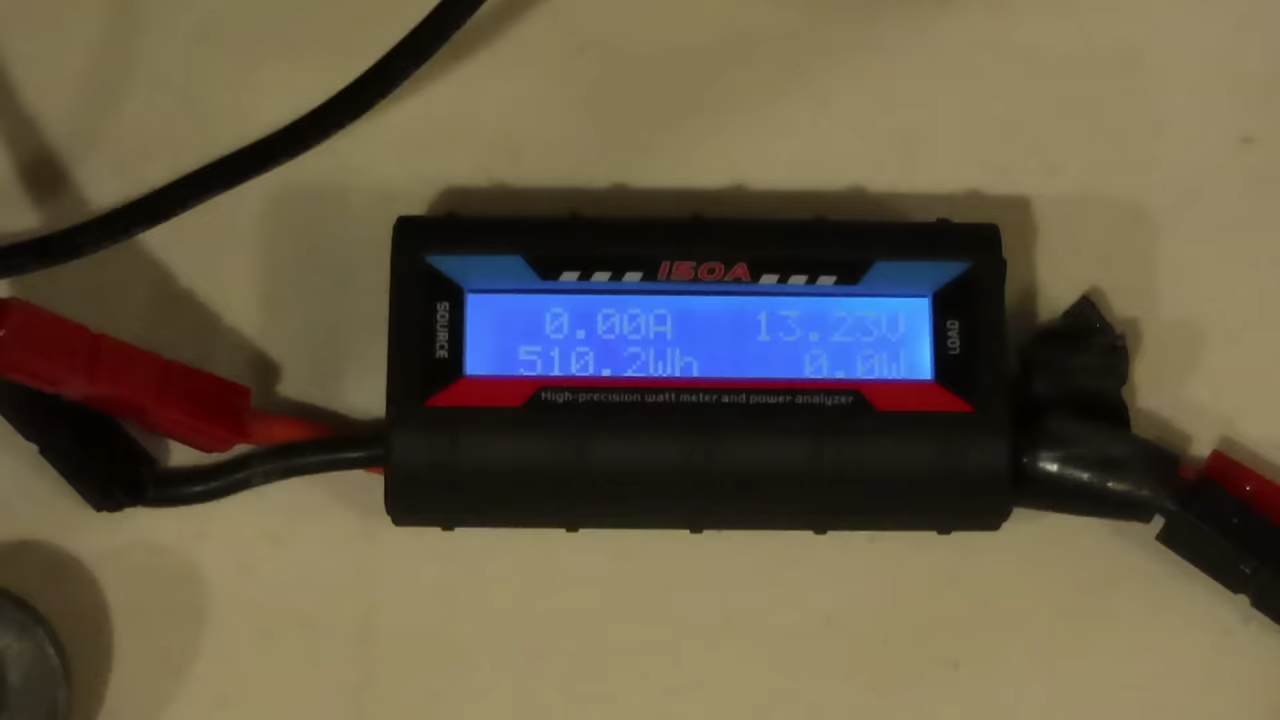 150A
SOURCE
0.00A 13.23V
510.2Wh 0.0W
LOAD
High-precision watt meter and power analyzer